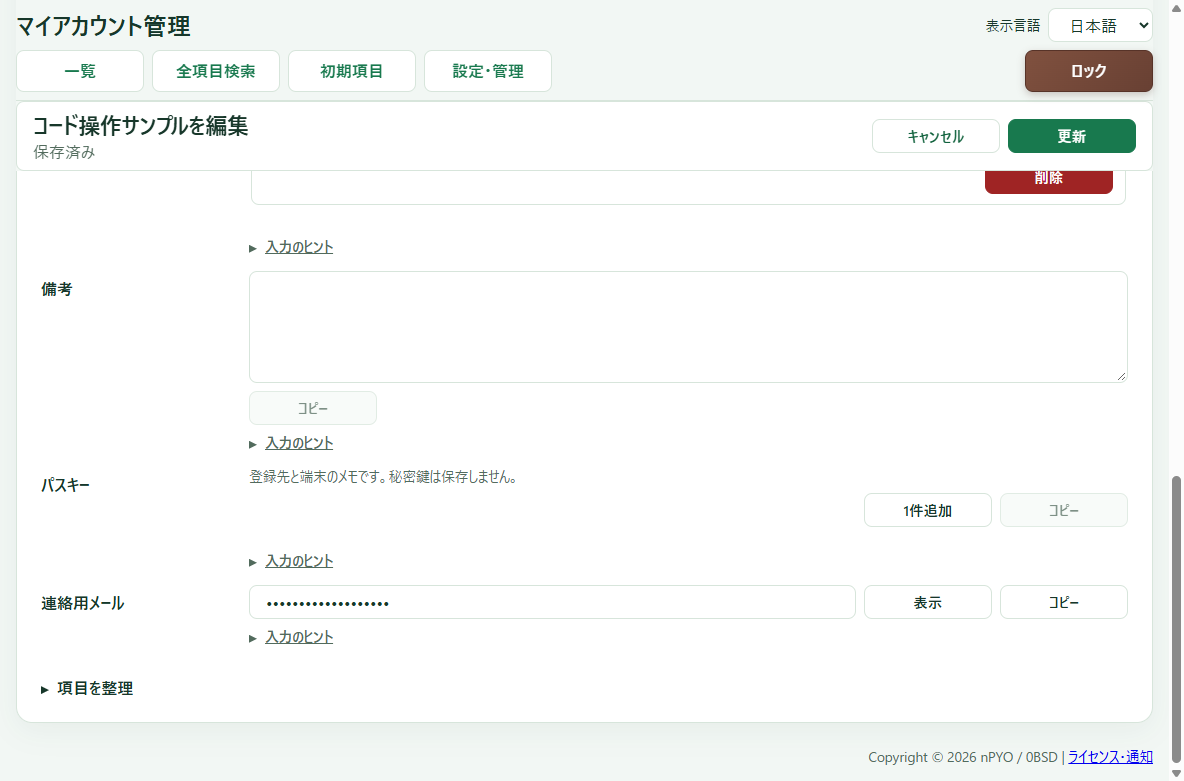 マイアカウント管理
表示言語 日本語
一覧 全項目検索 初期項目 設定・管理 ロック
コード操作サンプルを編集
保存済み
キャンセル 更新
削除
▶ 入力のヒント
備考
コピー
▶ 入力のヒント
パスキー 登録先と端末のメモです。秘密鍵は保存しません。
1件追加 コピー
▶ 入力のヒント
連絡用メール ••••••••••••••••••• 表示 コピー
▶ 入力のヒント
▶ 項目を整理
Copyright © 2026 nPYO / 0BSD | ライセンス・通知